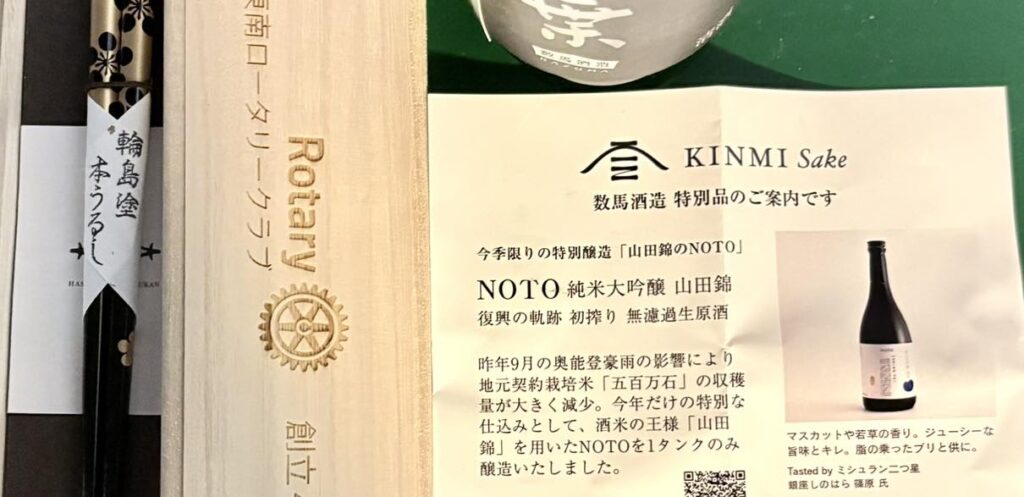 輪島塗
本うるし
東南ロータリークラブ
Rotary
創立
業
数馬酒造
KAZUMA
KIN
KINMI Sake
数馬酒造 特別品のご案内です
今季限りの特別醸造「山田錦のNOTO」
NOTO 純米大吟醸 山田錦
復興の軌跡 初搾り 無濾過生原酒
昨年9月の奥能登豪雨の影響により
地元契約栽培米「五百万石」の収穫
量が大きく減少。今年だけの特別な
仕込みとして、酒米の王様「山田
錦」を用いたNOTOを1タンクのみ
醸造いたしました。
マスカットや若草の香り。ジューシーな
旨味とキレ。脂の乗ったブリと供に。
Tasted by ミシュラン二つ星
銀座しのはら 篠原 氏